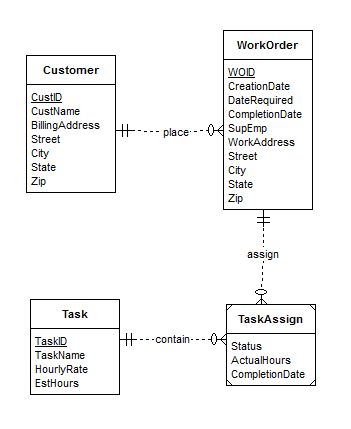 Customer
CustID
CustName
BillingAddress
Street
City
State
Zip
place
WorkOrder
WOID
CreationDate
DateRequired
CompletionDate
SupEmp
WorkAddress
Street
City
State
Zip
assign
Task
TaskID
TaskName
HourlyRate
EstHours
contain
TaskAssign
Status
ActualHours
CompletionDate